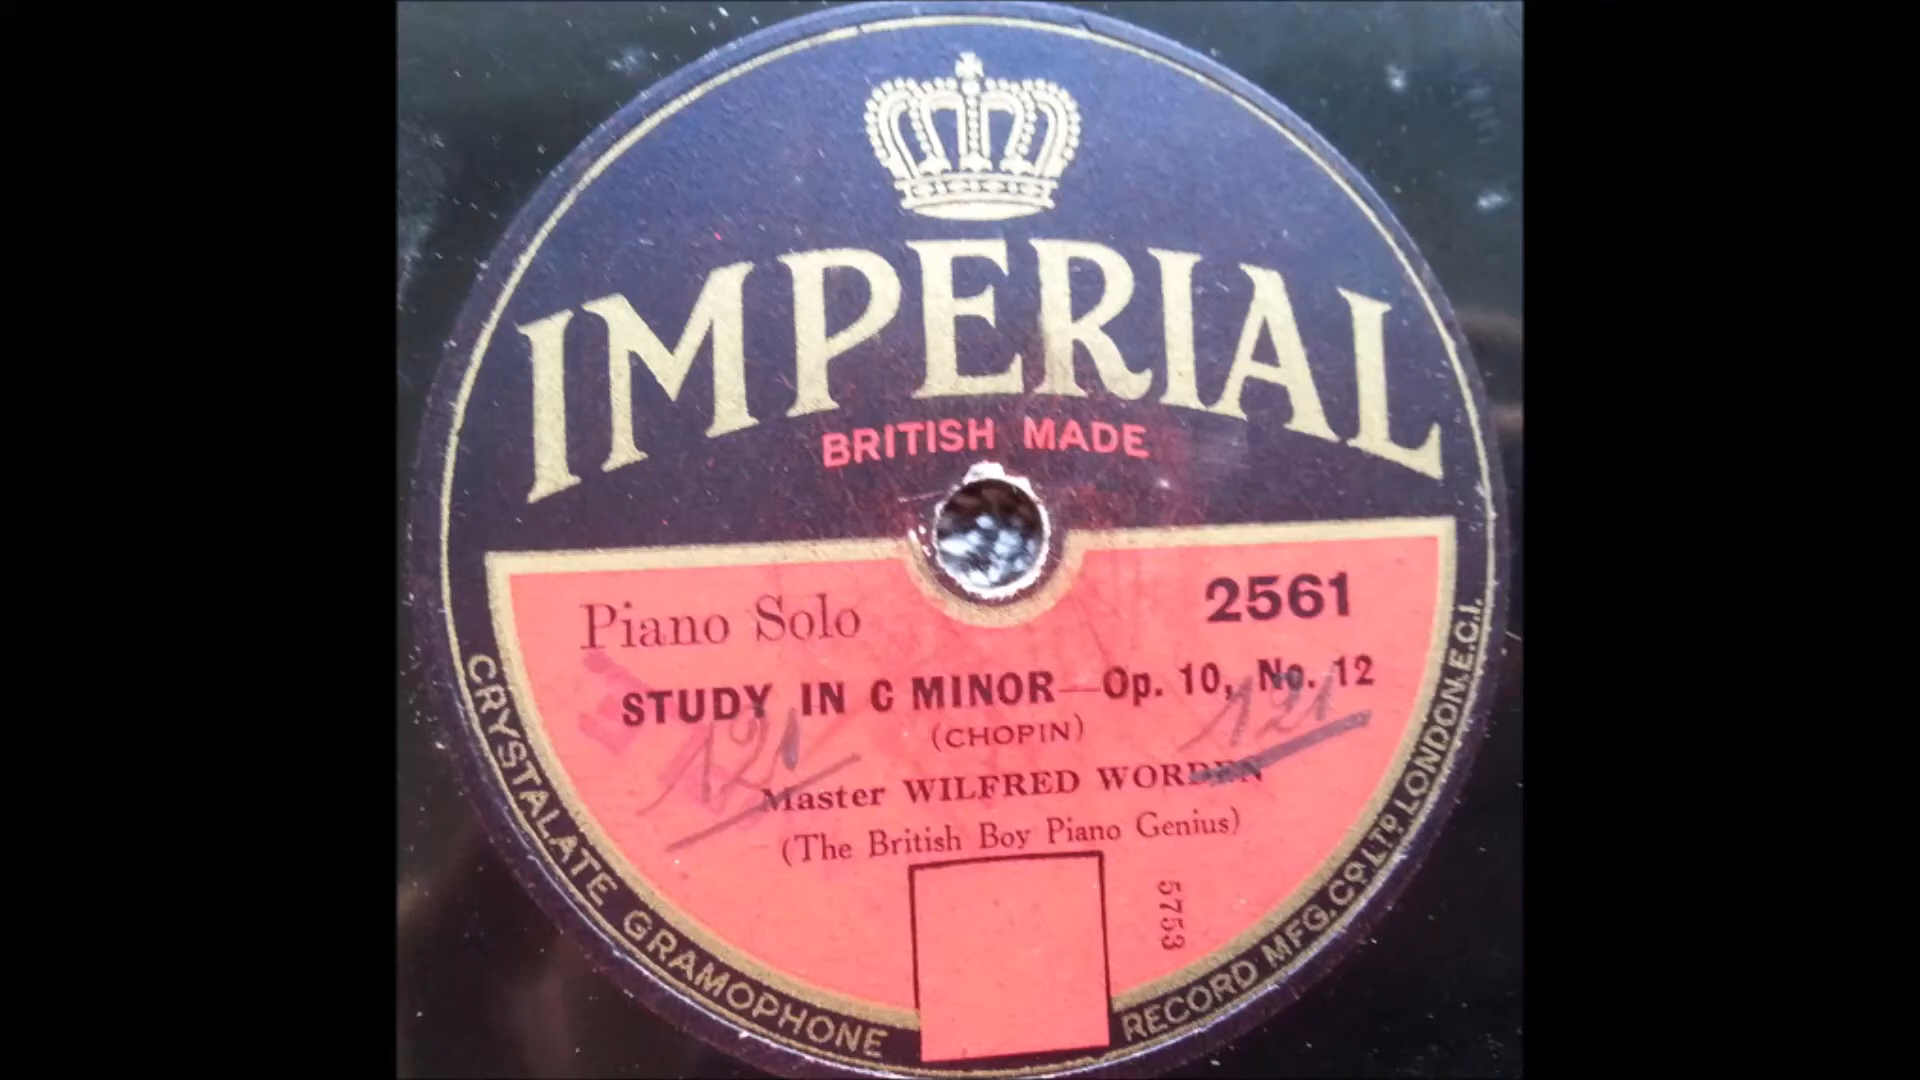 IMPERIAL
BRITISH MADE
Piano Solo
2561
STUDY IN C MINOR—Op. 10, No. 12
(CHOPIN)
121
121
Master WILFRED WORDEN
(The British Boy Piano Genius)
5753
CRYSTALATE GRAMOPHONE RECORD MFG. CO. LTD LONDON. E.C.1.